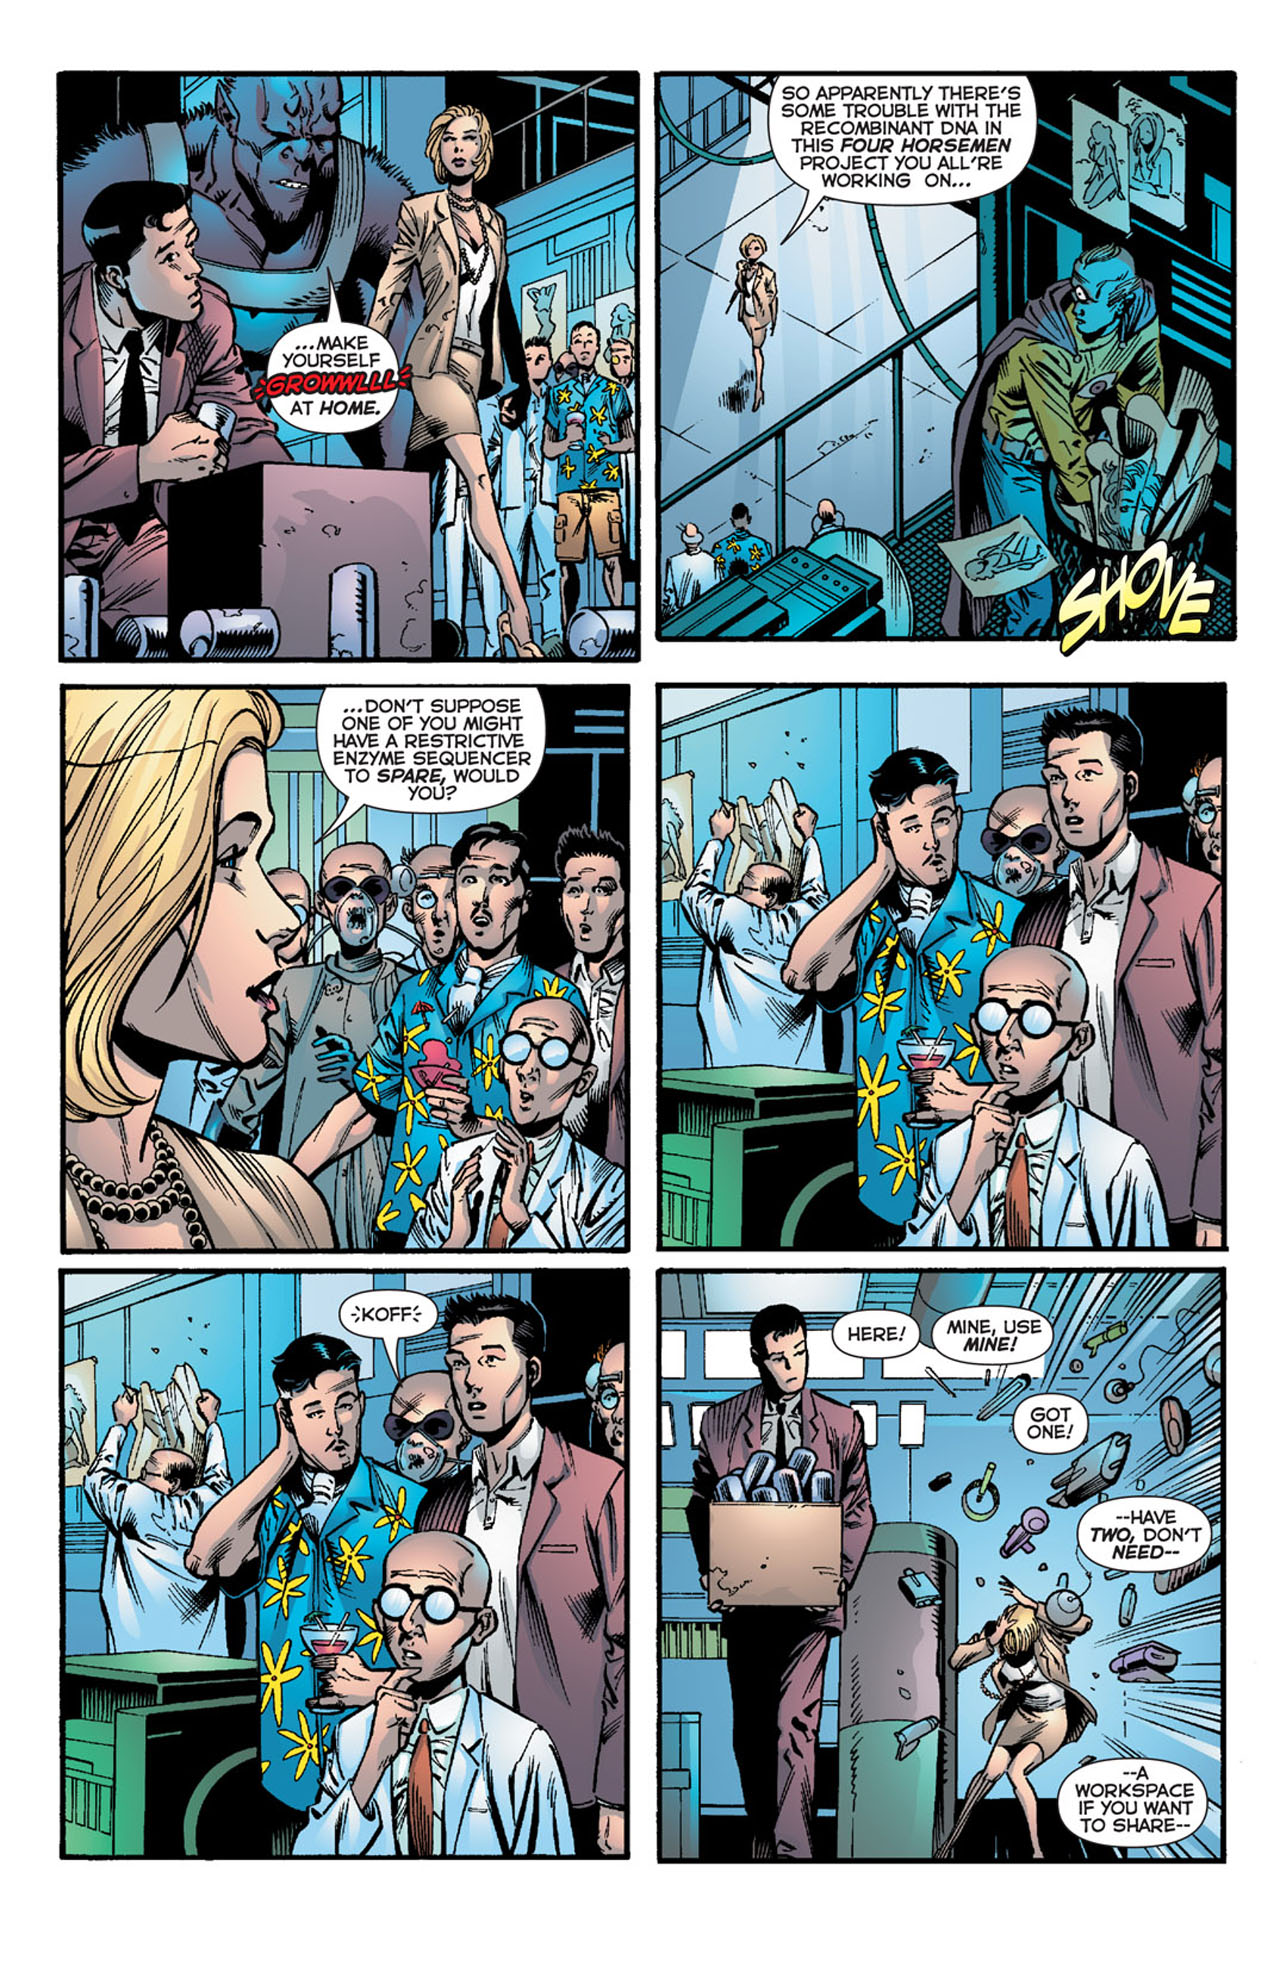 ...MAKE
YOURSELF
GROWWLLL
AT HOME.
SO APPARENTLY THERE'S
SOME TROUBLE WITH THE
RECOMBINANT DNA IN
THIS FOUR HORSEMEN
PROJECT YOU ALL'RE
WORKING ON...
SHOVE
...DON'T SUPPOSE
ONE OF YOU MIGHT
HAVE A RESTRICTIVE
ENZYME SEQUENCER
TO SPARE, WOULD
YOU?
KOFF
HERE!
MINE, USE
MINE!
GOT
ONE!
--HAVE
TWO, DON'T
NEED--
--A
WORKSPACE
IF YOU WANT
TO SHARE--